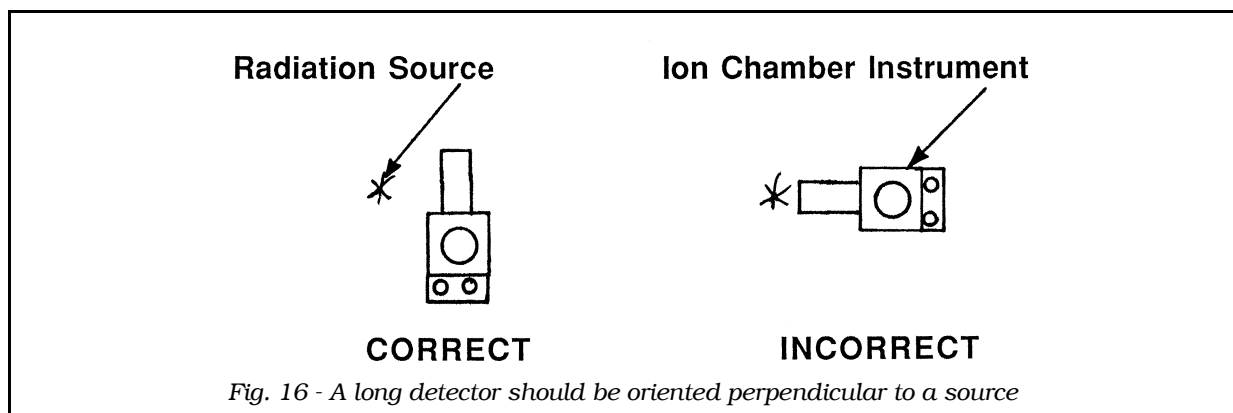 Radiation Source
Ion Chamber Instrument
CORRECT
INCORRECT
Fig. 16 - A long detector should be oriented perpendicular to a source